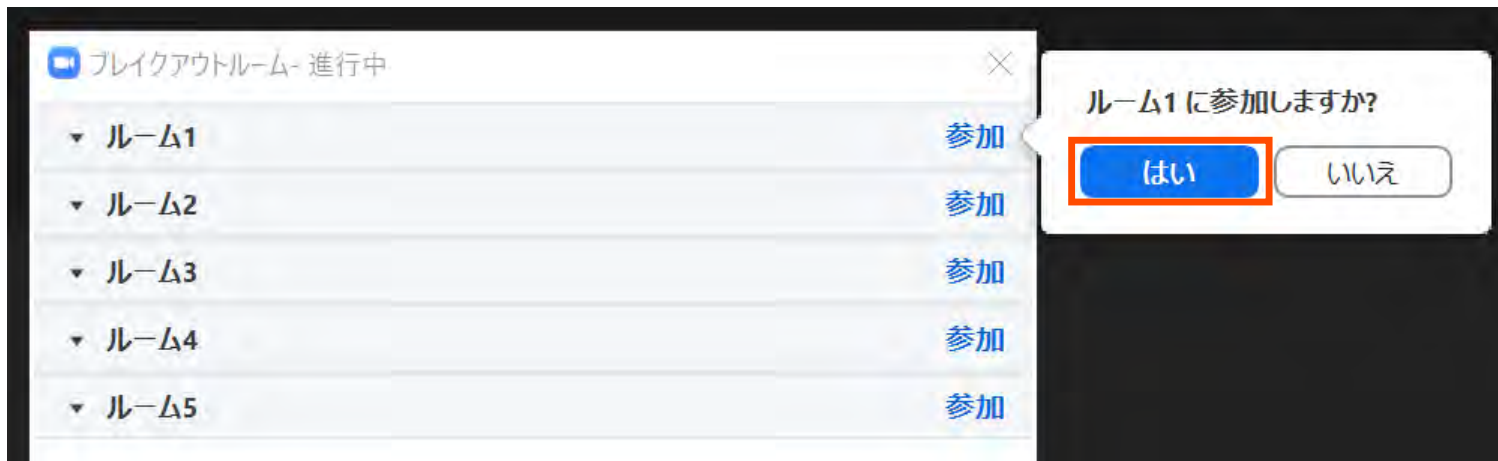 ブレイクアウトルーム- 進行中
ルーム1 参加
ルーム2 参加
ルーム3 参加
ルーム4 参加
ルーム5 参加
ルーム1 に参加しますか?
はい いいえ